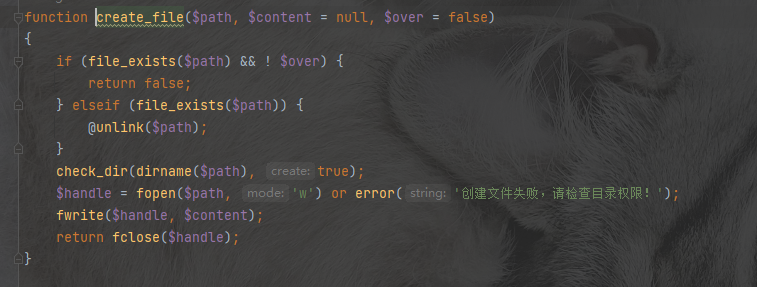 function create_file($path, $content = null, $over = false)
{
    if (file_exists($path) && ! $over) {
        return false;
    } elseif (file_exists($path)) {
        @unlink($path);
    }
    check_dir(dirname($path), create: true);
    $handle = fopen($path, mode: 'w') or error( string: '创建文件失败，请检查目录权限！');
    fwrite($handle, $content);
    return fclose($handle);
}